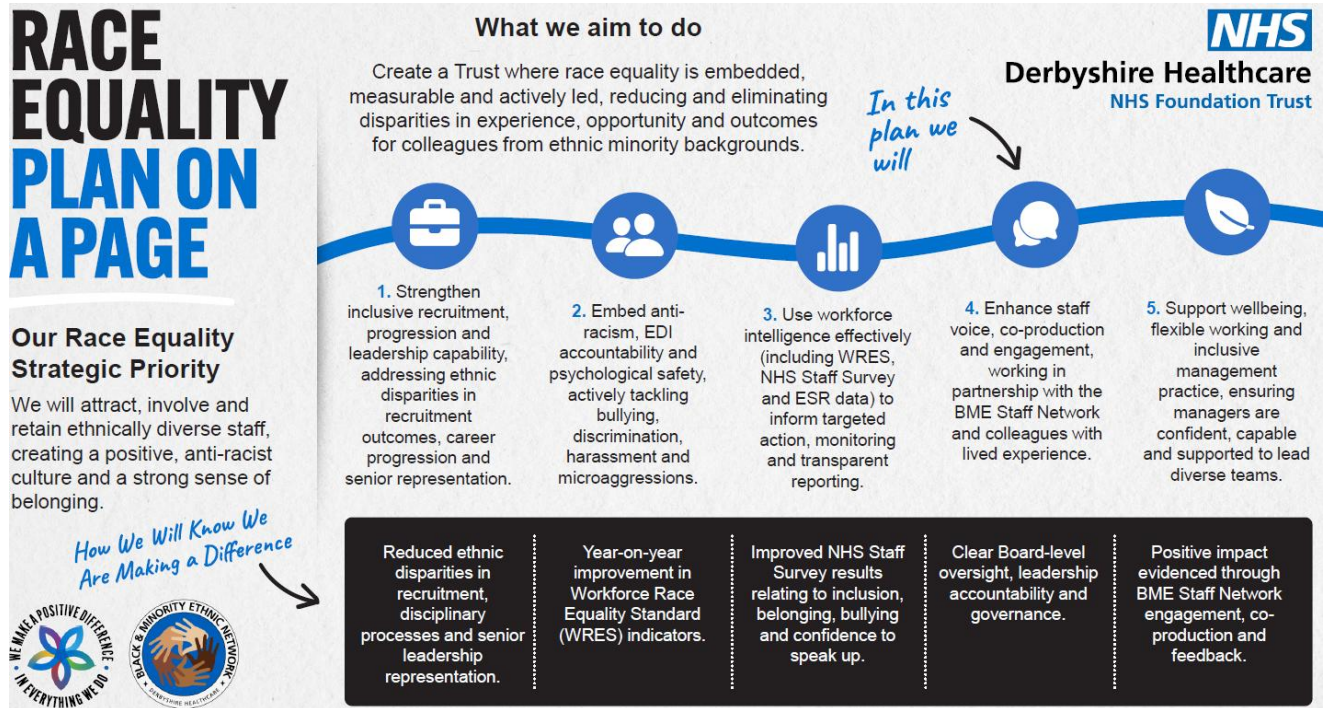 RACE
EQUALITY
PLAN ON
A PAGE
Our Race Equality
Strategic Priority
We will attract, involve and
retain ethnically diverse staff,
creating a positive, anti-racist
culture and a strong sense of
belonging.
How We Will Know We
Are Making a Difference
WE MAKE A POSITIVE DIFFERENCE
IN EVERYTHING WE DO
BLACK & MINORITY ETHNIC NETWORK
DERBYSHIRE HEALTHCARE
What we aim to do
Create a Trust where race equality is embedded,
measurable and actively led, reducing and eliminating
disparities in experience, opportunity and outcomes
for colleagues from ethnic minority backgrounds.
In this
plan we
will
NHS
Derbyshire Healthcare
NHS Foundation Trust
1. Strengthen
inclusive recruitment,
progression and
leadership capability,
addressing ethnic
disparities in
recruitment
outcomes, career
progression and
senior representation.
2. Embed anti-
racism, EDI
accountability and
psychological safety,
actively tackling
bullying,
discrimination,
harassment and
microaggressions.
3. Use workforce
intelligence effectively
(including WRES,
NHS Staff Survey
and ESR data) to
inform targeted
action, monitoring
and transparent
reporting.
4. Enhance staff
voice, co-production
and engagement,
working in
partnership with the
BME Staff Network
and colleagues with
lived experience.
5. Support wellbeing,
flexible working and
inclusive
management
practice, ensuring
managers are
confident, capable
and supported to lead
diverse teams.
Reduced ethnic
disparities in
recruitment,
disciplinary
processes and senior
leadership
representation.
Year-on-year
improvement in
Workforce Race
Equality Standard
(WRES) indicators.
Improved NHS Staff
Survey results
relating to inclusion,
belonging, bullying
and confidence to
speak up.
Clear Board-level
oversight, leadership
accountability and
governance.
Positive impact
evidenced through
BME Staff Network
engagement, co-
production and
feedback.